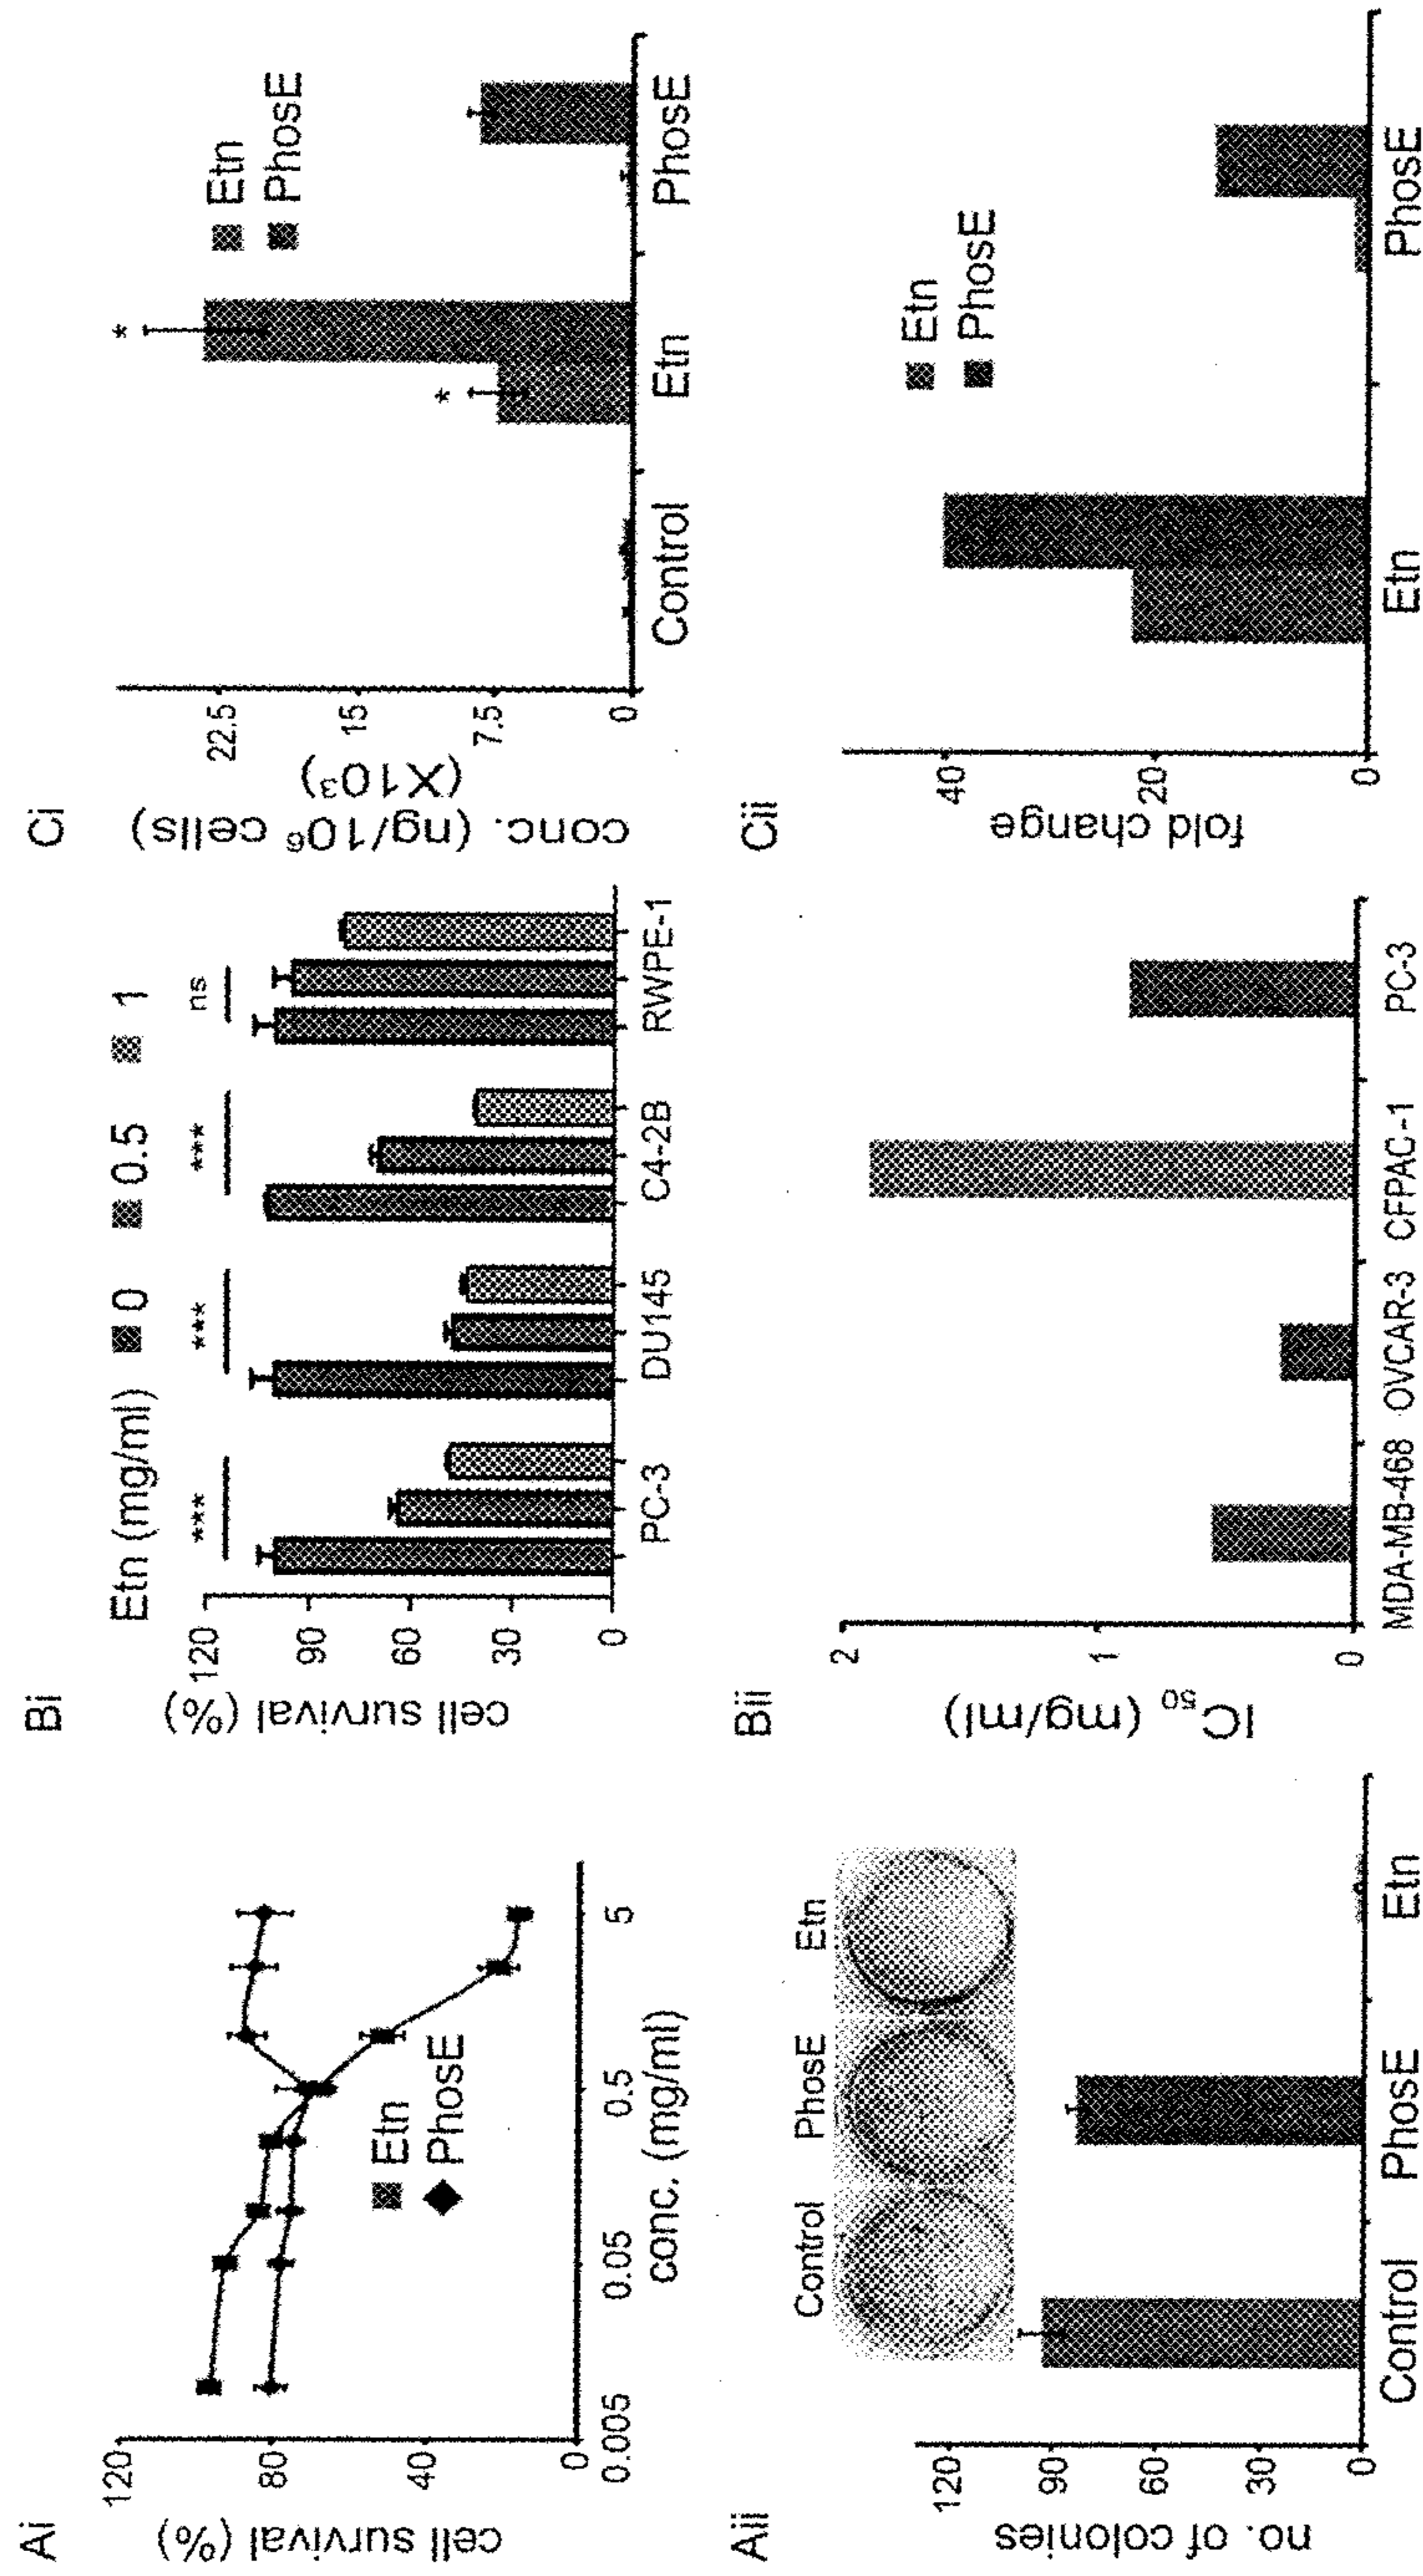 Ai
cell survival (%)
120
80
40
0
0.005
0.05
0.5
5
conc. (mg/ml)
Etn
PhosE
Bi
Etn (mg/ml)
0
0.5
1
cell survival (%)
120
90
60
30
0
***
***
***
ns
PC-3
DU145
C4-2B
RWPE-1
Ci
conc. (ng/10⁶ cells)
(X10³)
22.5
15
7.5
0
*
*
Etn
PhosE
Control
Etn
PhosE
Aii
no. of colonies
120
90
60
30
0
Control
PhosE
Etn
Control
PhosE
Etn
Bii
IC₅₀ (mg/ml)
2
1
0
MDA-MB-468
OVCAR-3
CFPAC-1
PC-3
Cii
fold change
40
20
0
Etn
PhosE
Etn
PhosE